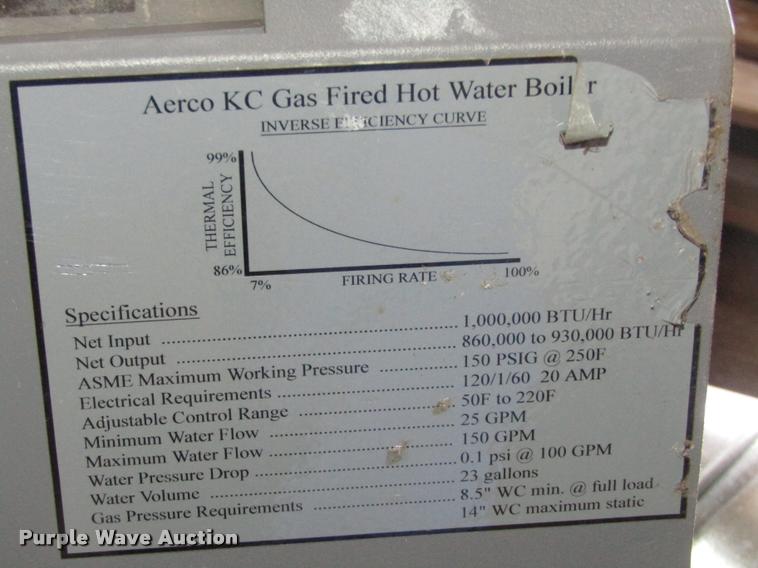 Aerco KC Gas Fired Hot Water Boiler
INVERSE EFFICIENCY CURVE
99%
THERMAL
EFFICIENCY
86%
7%
FIRING RATE
100%
Specifications
Net Input ........ 1,000,000 BTU/Hr
Net Output ........ 860,000 to 930,000 BTU/Hr
ASME Maximum Working Pressure ........ 150 PSIG @ 250F
Electrical Requirements ........ 120/1/60 20 AMP
Adjustable Control Range ........ 50F to 220F
Minimum Water Flow ........ 25 GPM
Maximum Water Flow ........ 150 GPM
Water Pressure Drop ........ 0.1 psi @ 100 GPM
Water Volume ........ 23 gallons
Gas Pressure Requirements ........ 8.5" WC min. @ full load
14" WC maximum static
Purple Wave Auction